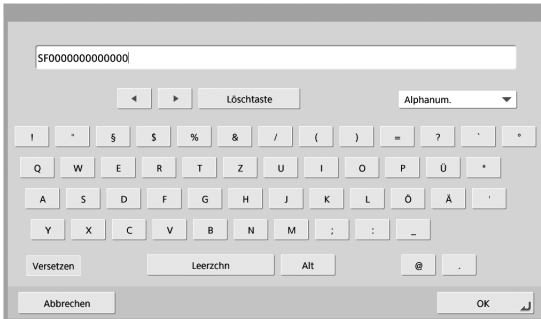 SF0000000000000
Löschtaste Alphanum.
! " § $ % & / ( ) = ? ` °
Q W E R T Z U I O P Ü *
A S D F G H J K L Ö Ä '
Y X C V B N M ; : _
Versetzen Leerzchn Alt @ .
Abbrechen OK